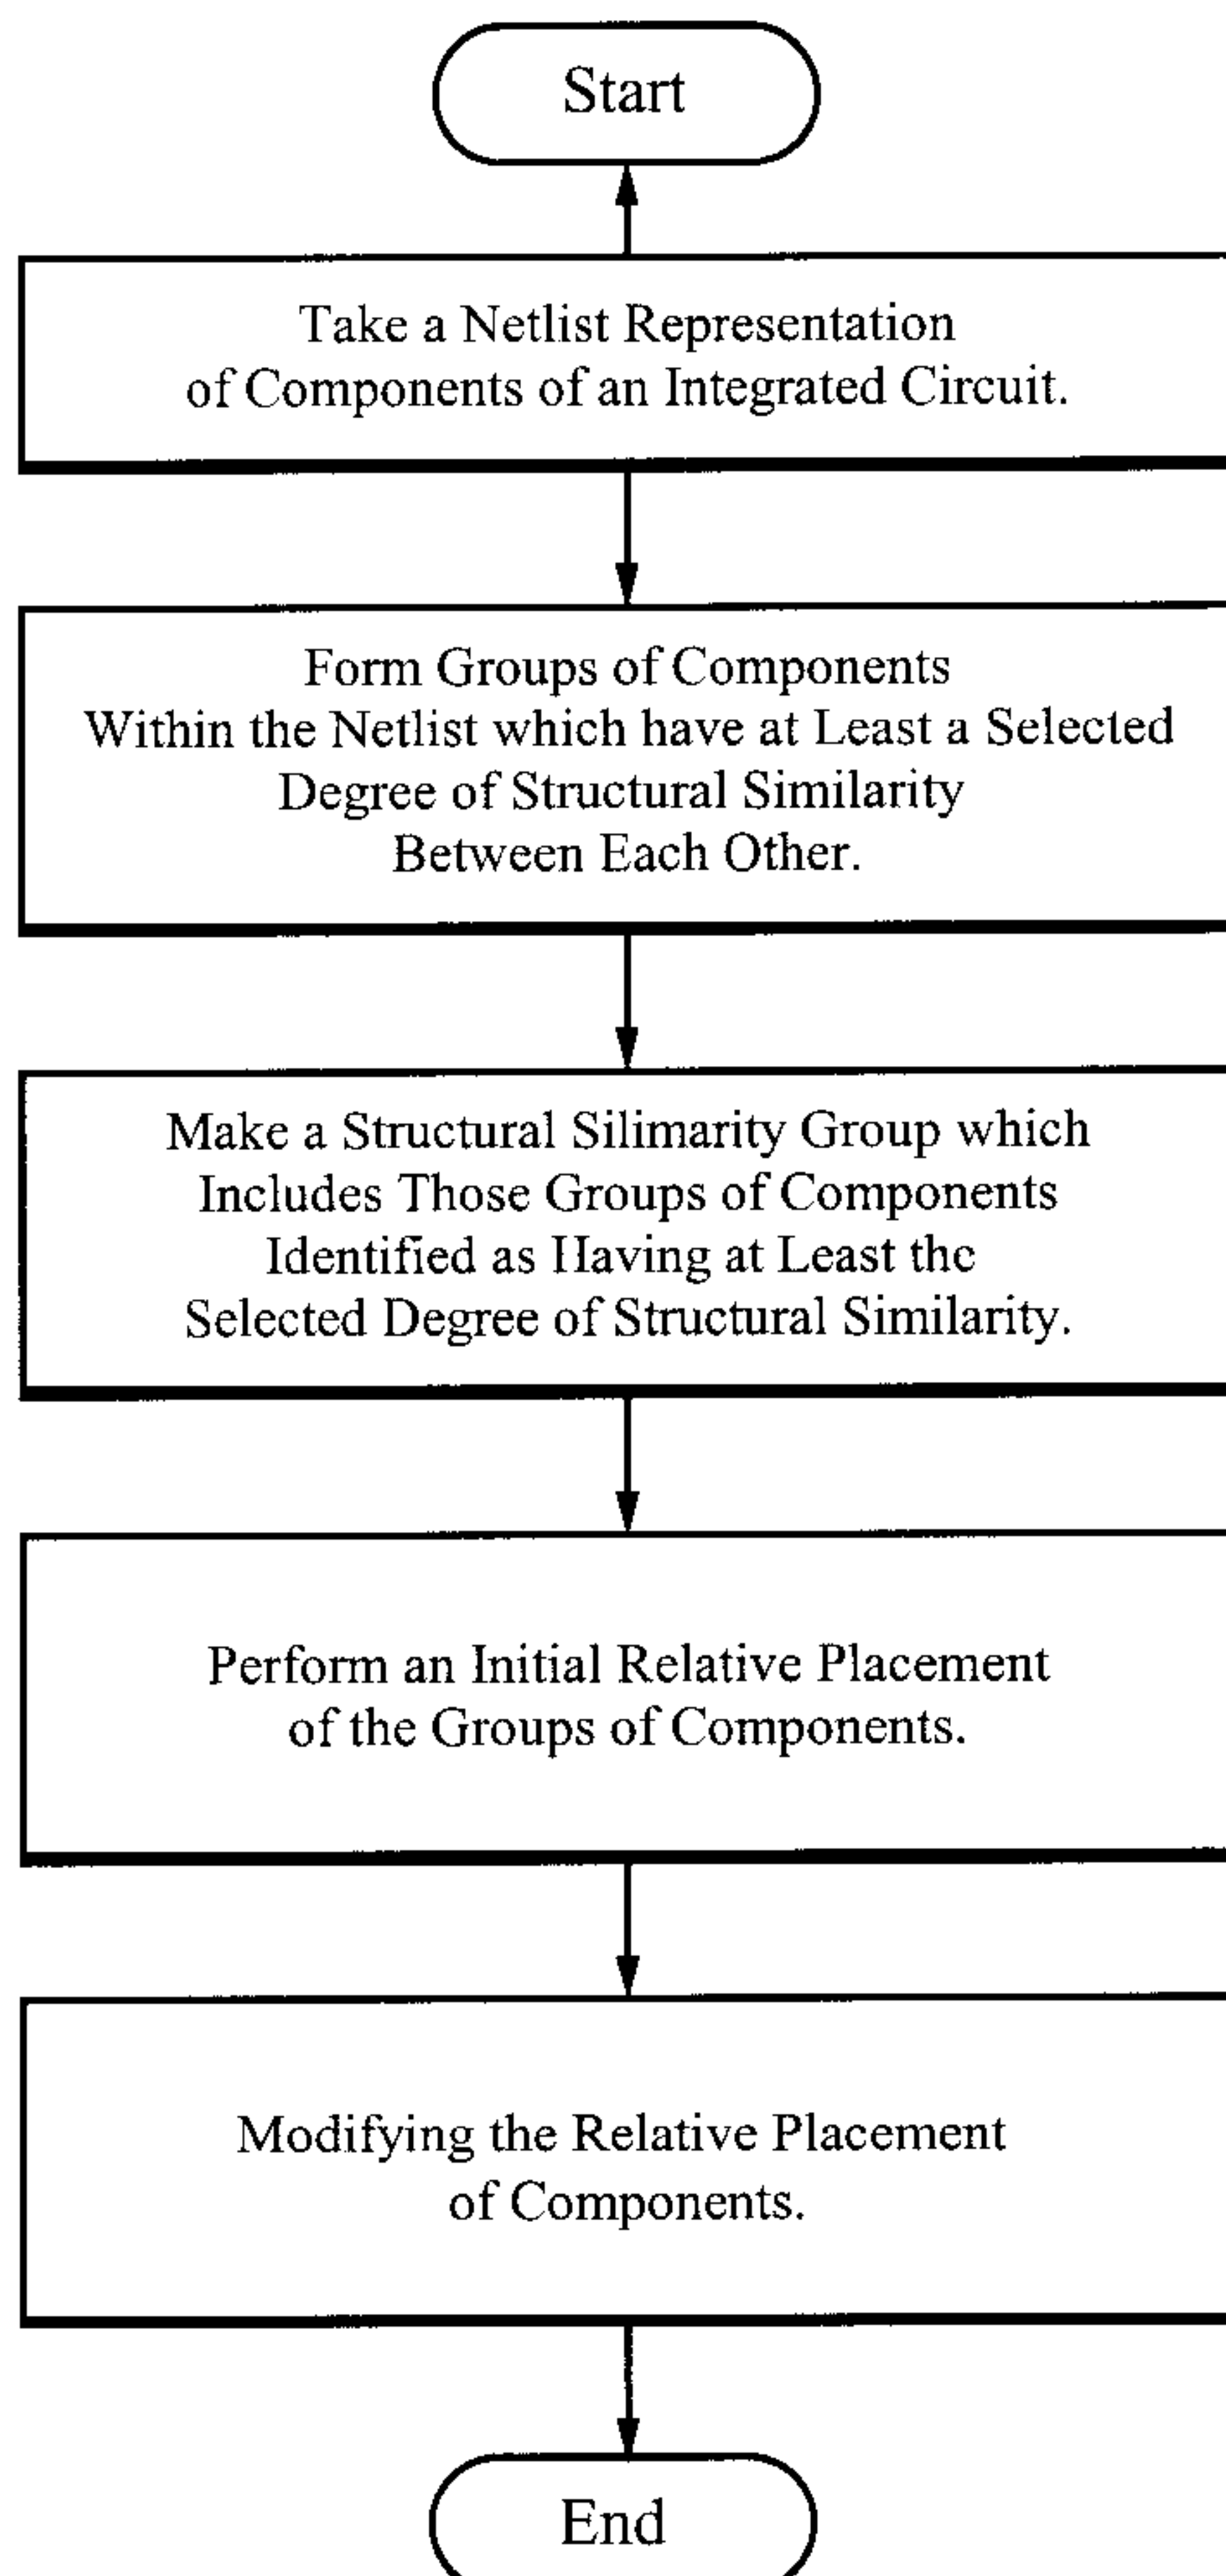 Start
Take a Netlist Representation
of Components of an Integrated Circuit.
Form Groups of Components
Within the Netlist which have at Least a Selected
Degree of Structural Similarity
Between Each Other.
Make a Structural Silimarity Group which
Includes Those Groups of Components
Identified as Having at Least the
Selected Degree of Structural Similarity.
Perform an Initial Relative Placement
of the Groups of Components.
Modifying the Relative Placement
of Components.
End